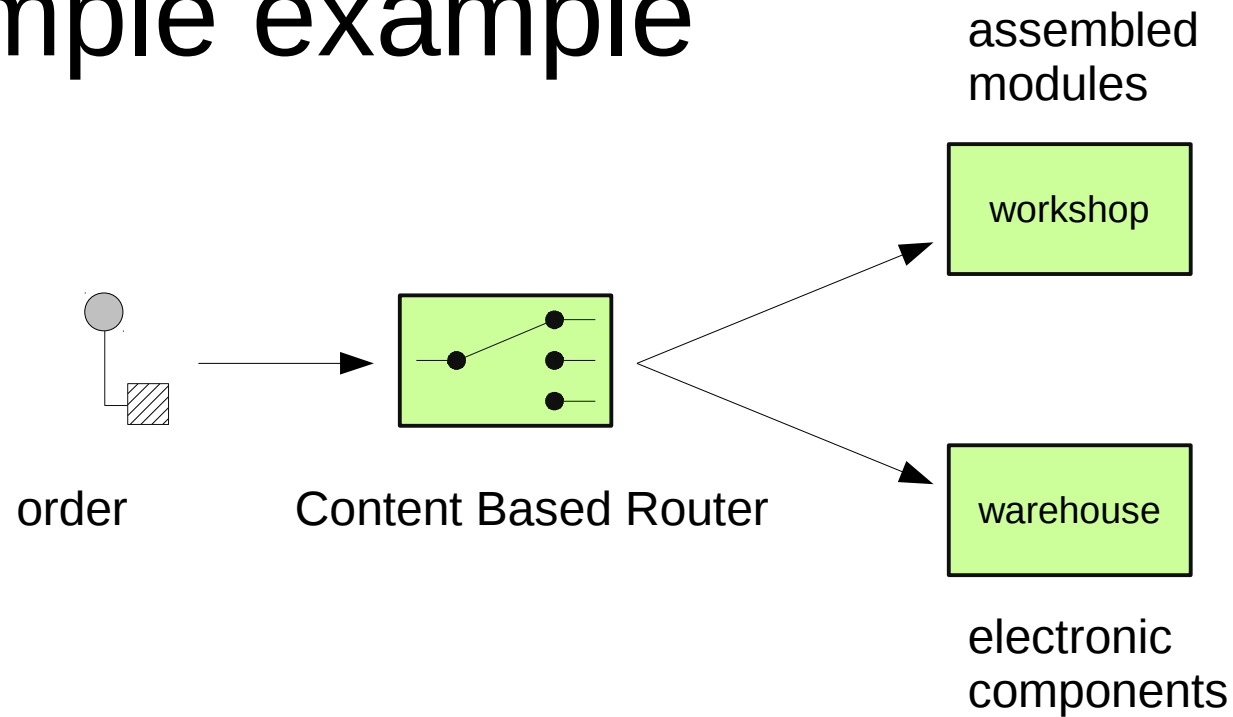 mple example
assembled
modules
workshop
order
Content Based Router
warehouse
electronic
components